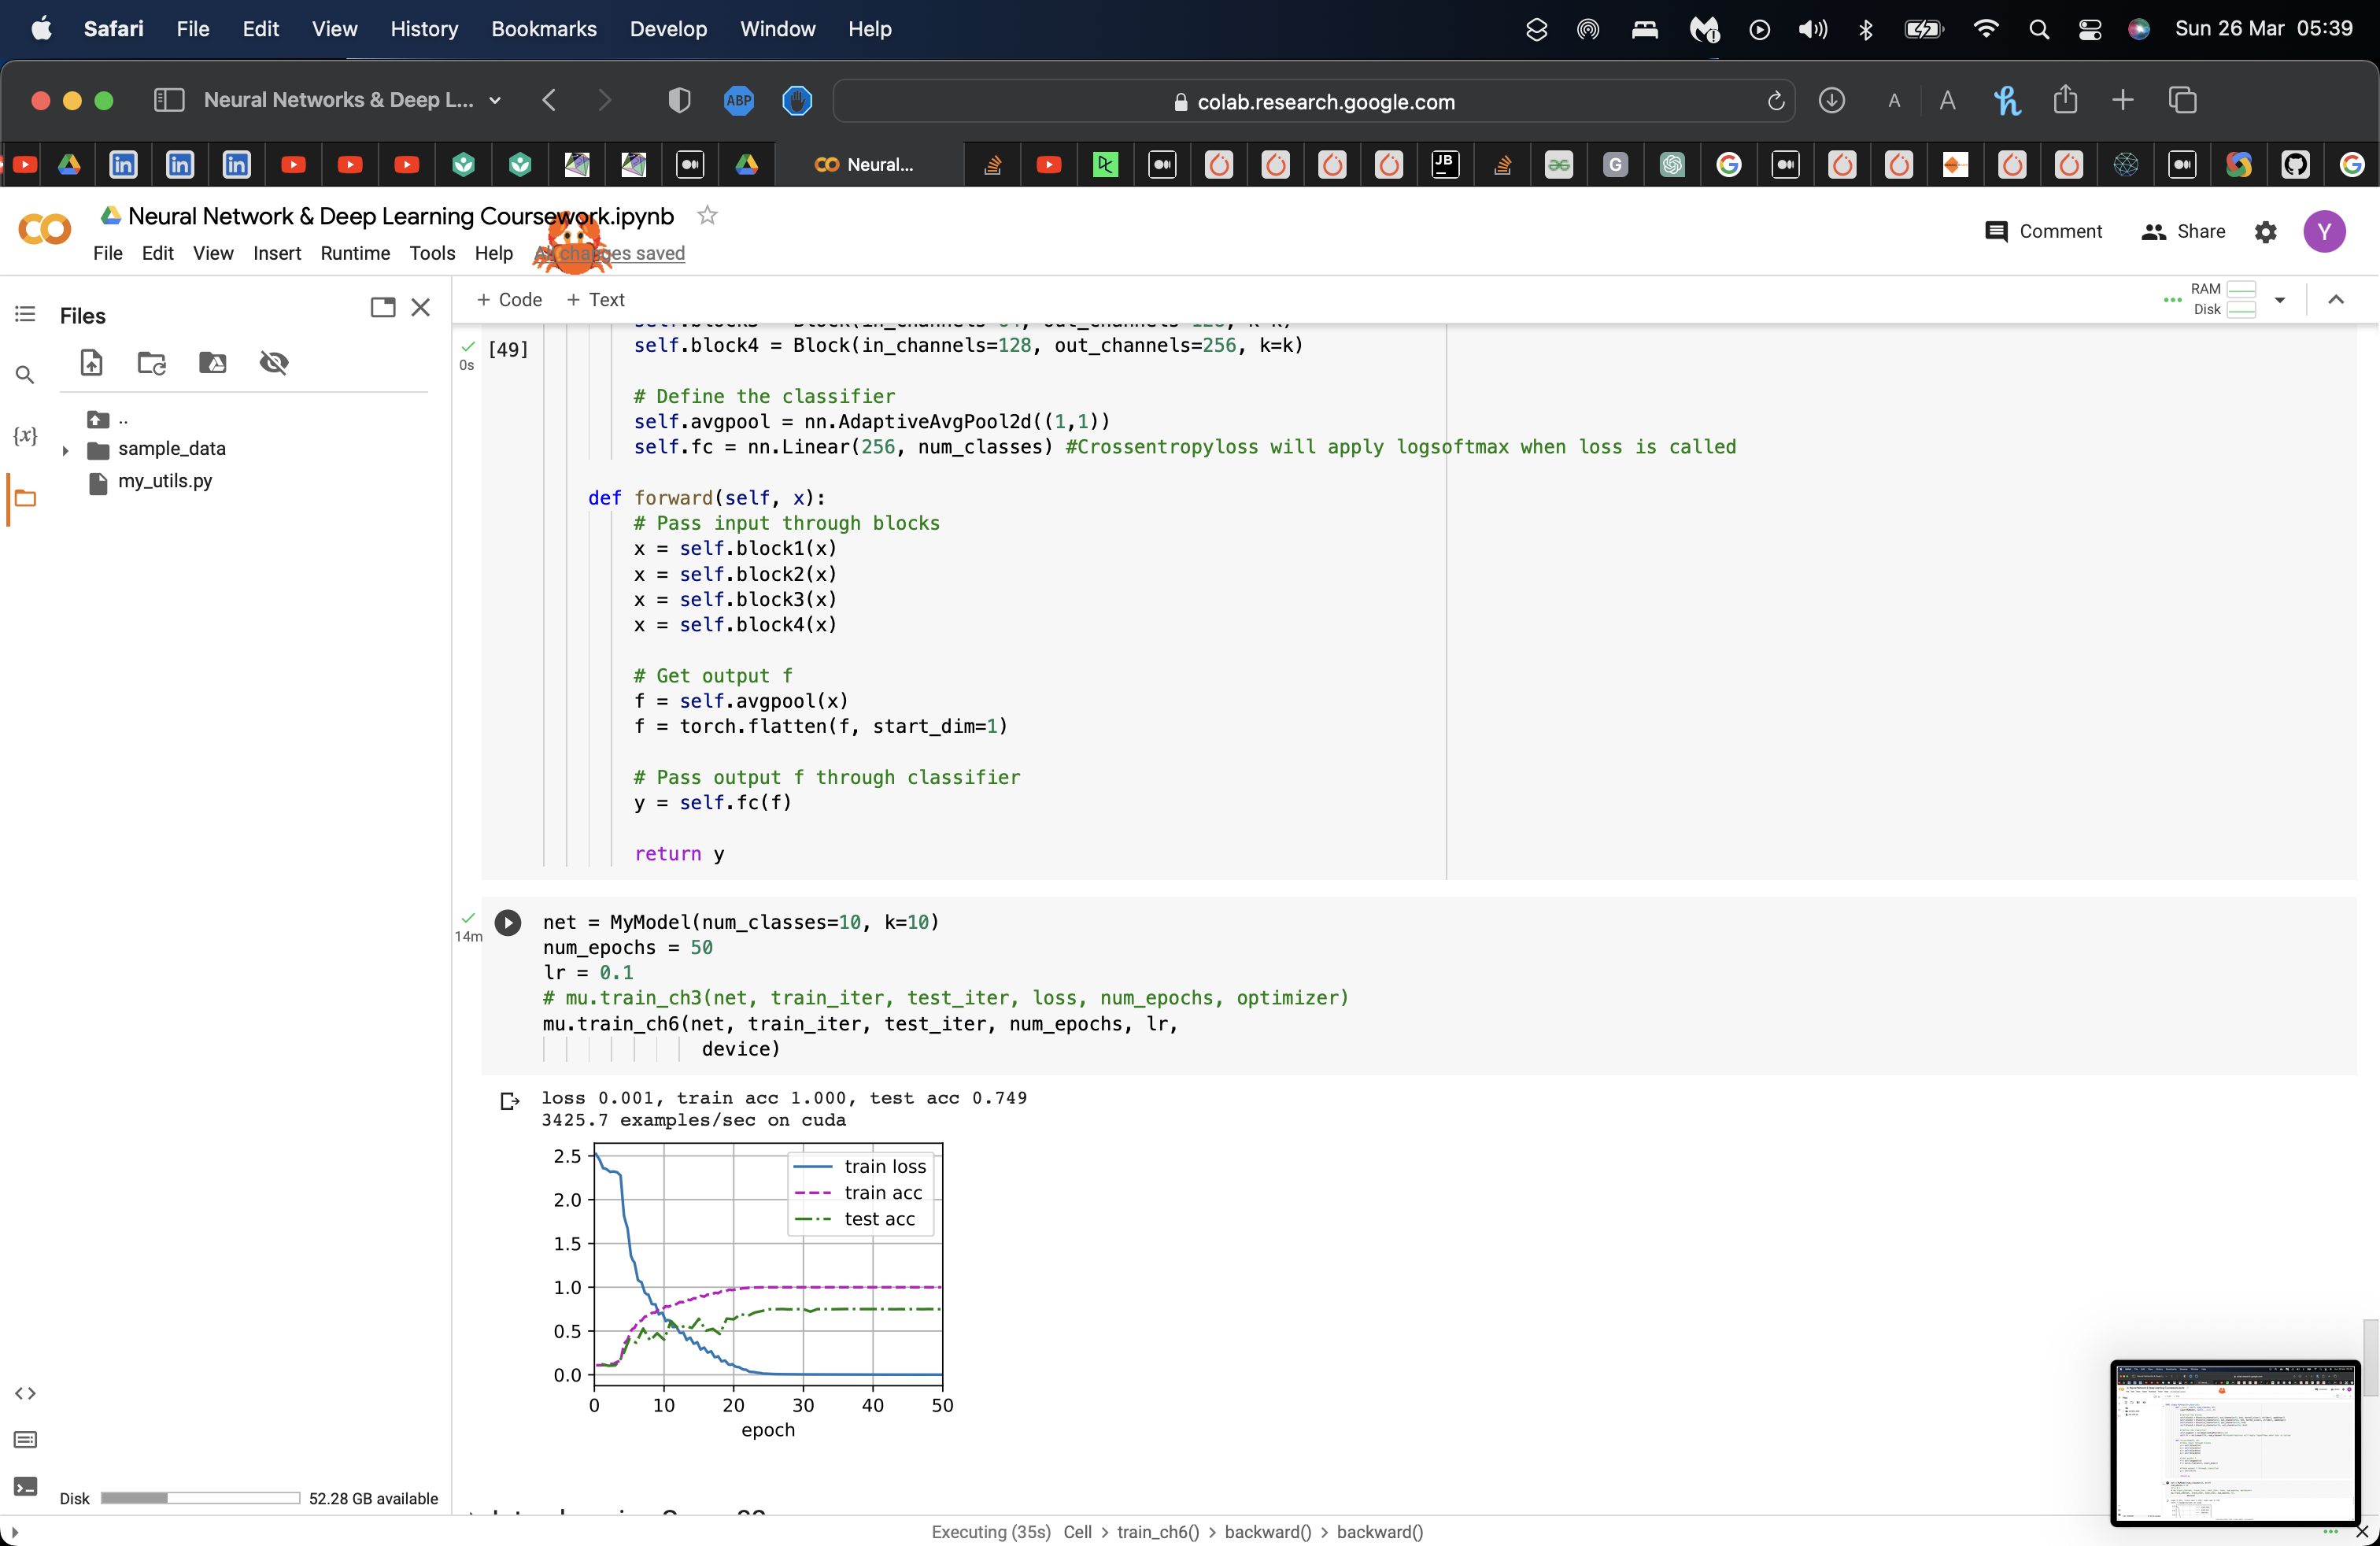 Safari File Edit View History Bookmarks Develop Window Help Sun 26 Mar 05:39
Neural Networks & Deep L... ABP colab.research.google.com A A
Neural... JB G
Neural Network & Deep Learning Coursework.ipynb
File Edit View Insert Runtime Tools Help All changes saved
Comment Share Y
Files
..
sample_data
my_utils.py
{x}
Disk 52.28 GB available
+ Code + Text
RAM
Disk
[49]
0s
self.block4 = Block(in_channels=128, out_channels=256, k=k)
# Define the classifier
self.avgpool = nn.AdaptiveAvgPool2d((1,1))
self.fc = nn.Linear(256, num_classes) #Crossentropyloss will apply logsoftmax when loss is called
def forward(self, x):
# Pass input through blocks
x = self.block1(x)
x = self.block2(x)
x = self.block3(x)
x = self.block4(x)
# Get output f
f = self.avgpool(x)
f = torch.flatten(f, start_dim=1)
# Pass output f through classifier
y = self.fc(f)
return y
14m
net = MyModel(num_classes=10, k=10)
num_epochs = 50
lr = 0.1
# mu.train_ch3(net, train_iter, test_iter, loss, num_epochs, optimizer)
mu.train_ch6(net, train_iter, test_iter, num_epochs, lr,
device)
loss 0.001, train acc 1.000, test acc 0.749
3425.7 examples/sec on cuda
2.5
2.0
1.5
1.0
0.5
0.0
train loss
train acc
test acc
0 10 20 30 40 50
epoch
Executing (35s) Cell > train_ch6() > backward() > backward()